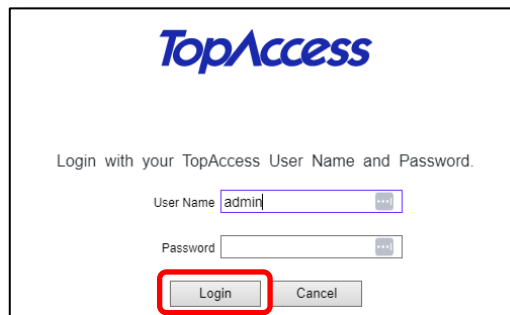 TopAccess
Login with your TopAccess User Name and Password.
User Name admin
Password
Login Cancel